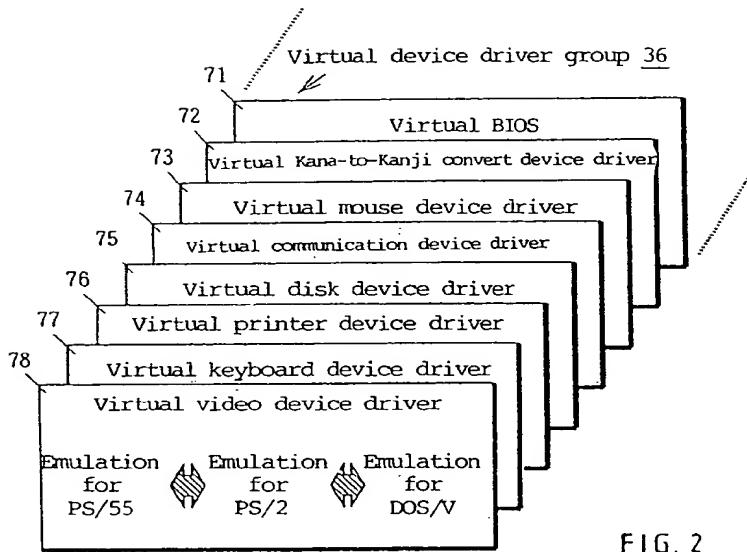 Virtual device driver group 36
71
Virtual BIOS
72
Virtual Kana-to-Kanji convert device driver
73
Virtual mouse device driver
74
Virtual communication device driver
75
Virtual disk device driver
76
Virtual printer device driver
77
Virtual keyboard device driver
78
Virtual video device driver
Emulation for PS/55
Emulation for PS/2
Emulation for DOS/V
FIG. 2